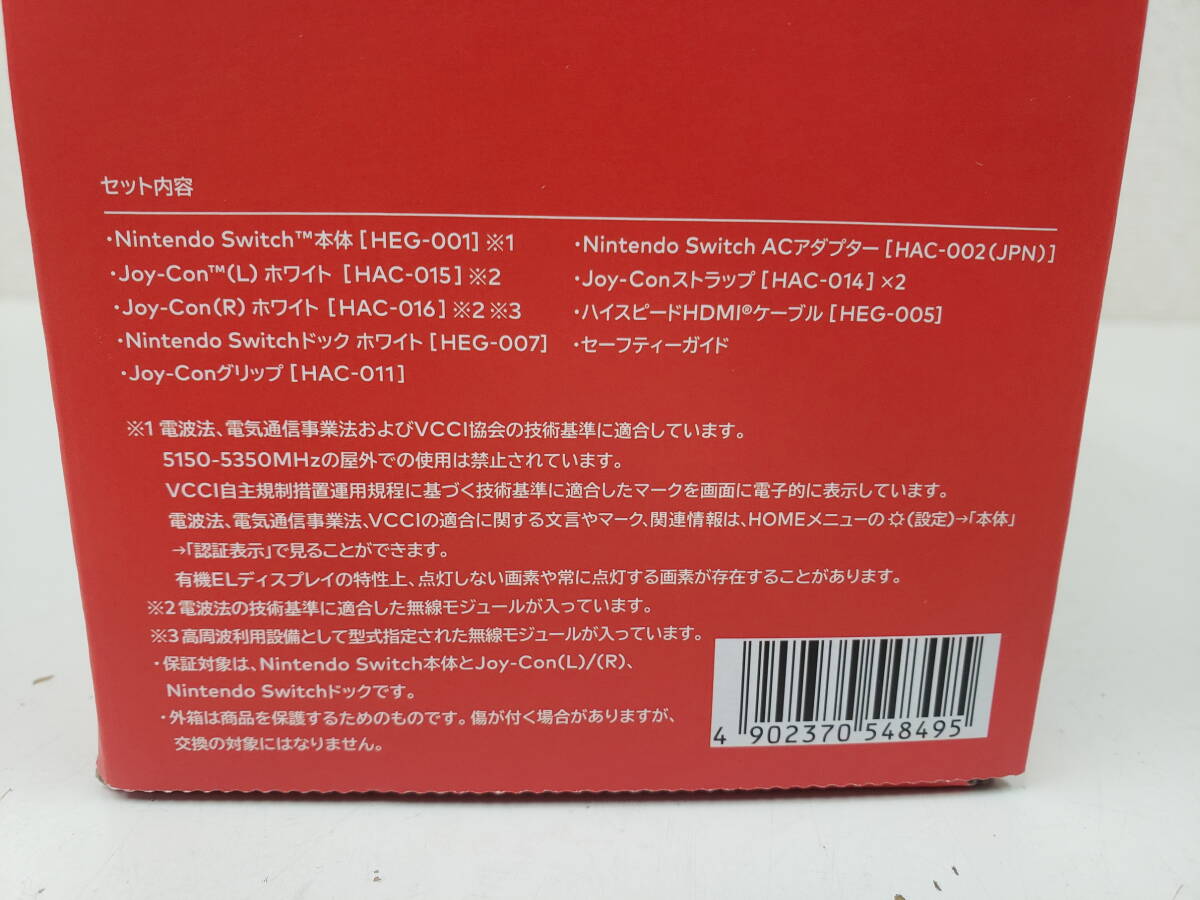 セット内容
・Nintendo Switch™本体[HEG-001]※1
・Joy-Con™(L) ホワイト [HAC-015]※2
・Joy-Con(R) ホワイト [HAC-016]※2※3
・Nintendo Switchドック ホワイト[HEG-007]
・Joy-Conグリップ[HAC-011]
・Nintendo Switch ACアダプター[HAC-002(JPN)]
・Joy-Conストラップ[HAC-014]×2
・ハイスピードHDMI®ケーブル[HEG-005]
・セーフティーガイド
※1 電波法、電気通信事業法およびVCCI協会の技術基準に適合しています。
5150-5350MHzの屋外での使用は禁止されています。
VCCI自主規制措置運用規程に基づく技術基準に適合したマークを画面に電子的に表示しています。
電波法、電気通信事業法、VCCIの適合に関する文言やマーク、関連情報は、HOMEメニューの(設定)→「本体」
→「認証表示」で見ることができます。
有機ELディスプレイの特性上、点灯しない画素や常に点灯する画素が存在することがあります。
※2 電波法の技術基準に適合した無線モジュールが入っています。
※3 高周波利用設備として型式指定された無線モジュールが入っています。
・保証対象は、Nintendo Switch本体とJoy-Con(L)/(R)、
Nintendo Switchドックです。
・外箱は商品を保護するためのものです。傷が付く場合がありますが、
交換の対象にはなりません。
4 902370 548495